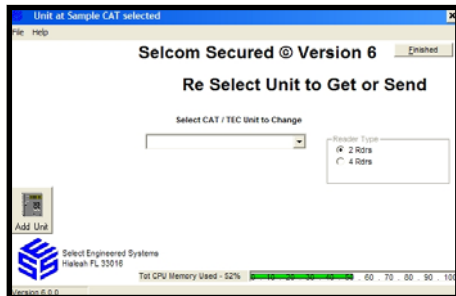 Unit at Sample CAT selected
File Help
Selcom Secured © Version 6
Finished
Re Select Unit to Get or Send
Select CAT / TEC Unit to Change
Reader Type
2 Rdrs
4 Rdrs
Add Unit
Select Engineered Systems
Hialeah FL 33016
Tot CPU Memory Used - 52% 0 . 10 . 20 . 30 . 40 . 50 . 60 . 70 . 80 . 90 . 100
Version 6.0.0